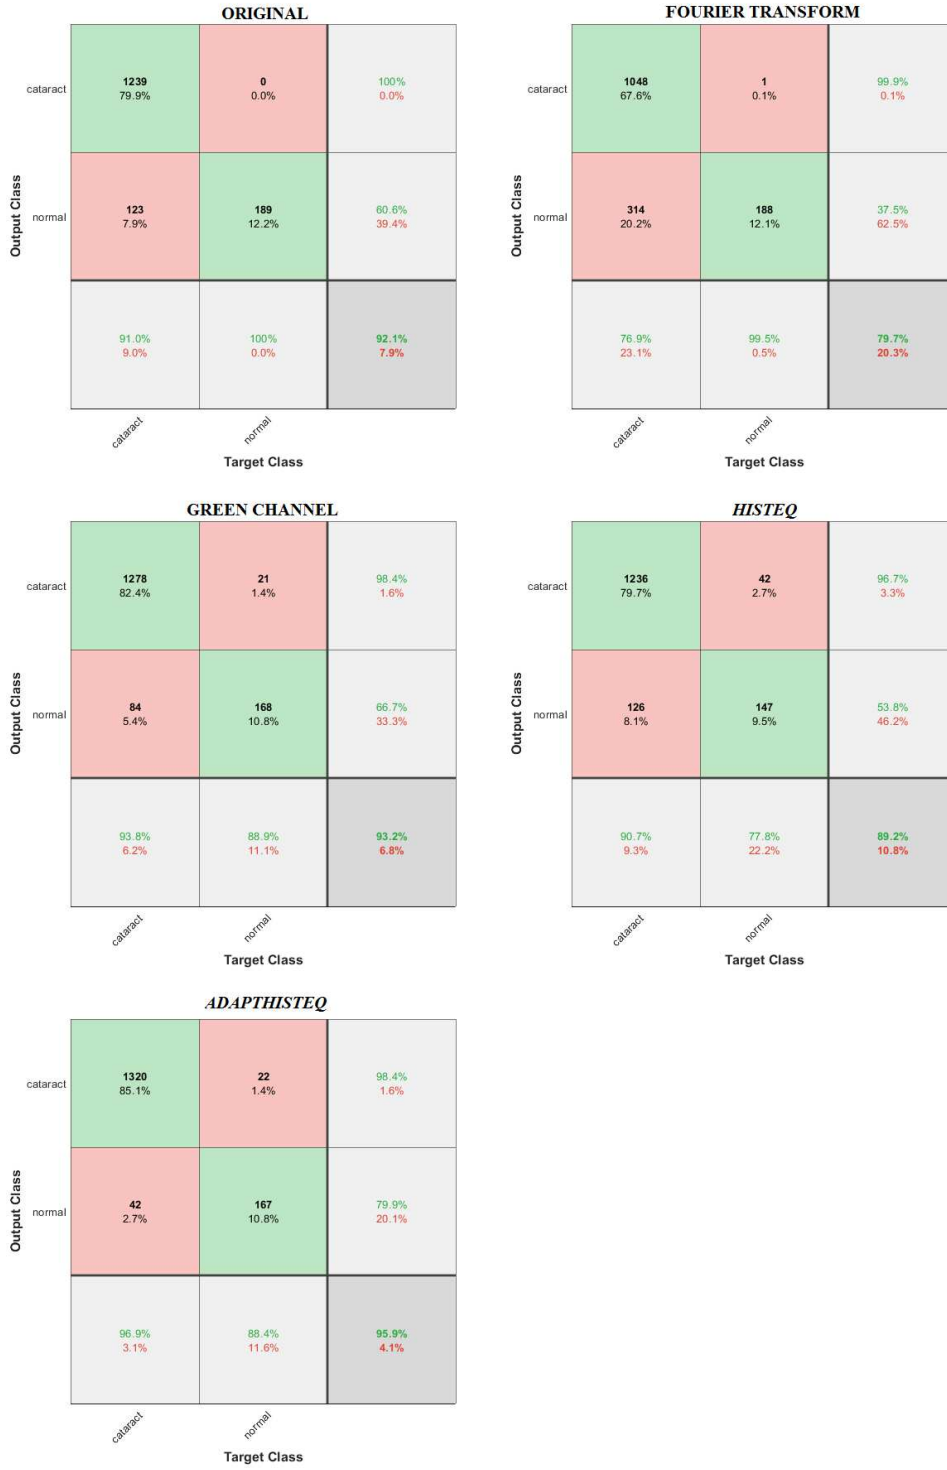 ORIGINAL
cataract 1239 0 100%
79.9% 0.0% 0.0%
normal 123 189 60.6%
7.9% 12.2% 39.4%
91.0% 100% 92.1%
9.0% 0.0% 7.9%
cataract normal
Target Class
Output Class
FOURIER TRANSFORM
cataract 1048 1 99.9%
67.6% 0.1% 0.1%
normal 314 188 37.5%
20.2% 12.1% 62.5%
76.9% 99.5% 79.7%
23.1% 0.5% 20.3%
cataract normal
Target Class
Output Class
GREEN CHANNEL
cataract 1278 21 98.4%
82.4% 1.4% 1.6%
normal 84 168 66.7%
5.4% 10.8% 33.3%
93.8% 88.9% 93.2%
6.2% 11.1% 6.8%
cataract normal
Target Class
Output Class
HISTEQ
cataract 1236 42 96.7%
79.7% 2.7% 3.3%
normal 126 147 53.8%
8.1% 9.5% 46.2%
90.7% 77.8% 89.2%
9.3% 22.2% 10.8%
cataract normal
Target Class
Output Class
ADAPTHISTEQ
cataract 1320 22 98.4%
85.1% 1.4% 1.6%
normal 42 167 79.9%
2.7% 10.8% 20.1%
96.9% 88.4% 95.9%
3.1% 11.6% 4.1%
cataract normal
Target Class
Output Class